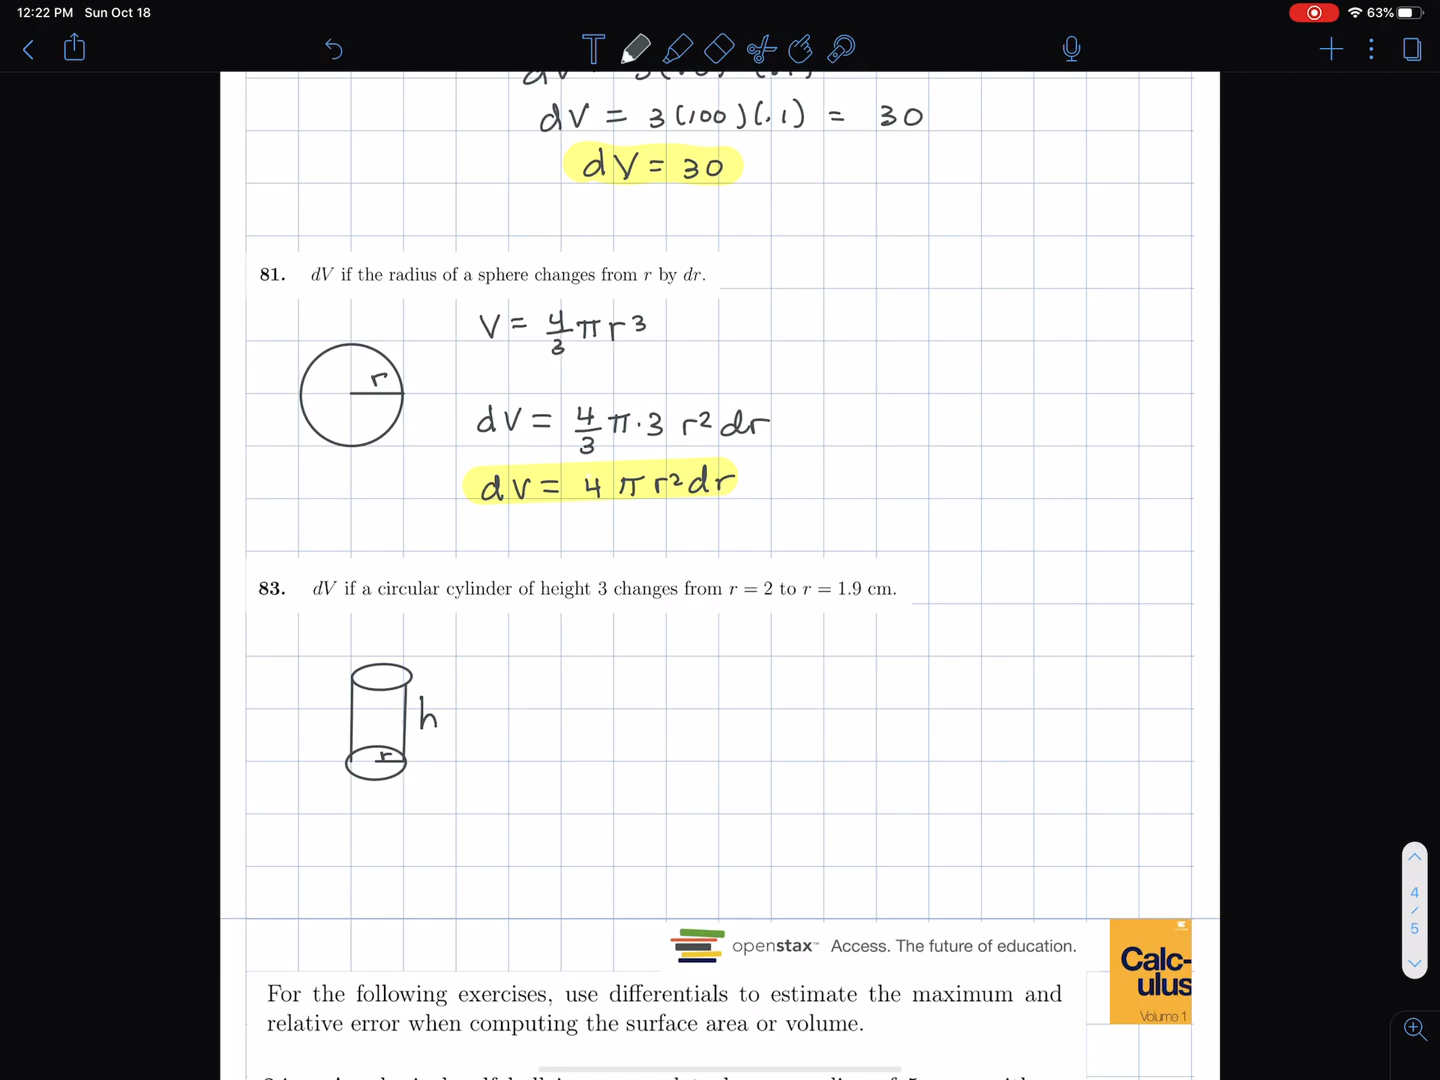 12:22 PM Sun Oct 18
63%
dV = 3(100)(.1) = 30
dV = 30
81. dV if the radius of a sphere changes from r by dr.
V = 4/3 π r³
r
dV = 4/3 π · 3 r² dr
dV = 4 π r² dr
83. dV if a circular cylinder of height 3 changes from r = 2 to r = 1.9 cm.
h
r
4 / 5
openstax™ Access. The future of education.
Calc-
ulus
Volume 1
For the following exercises, use differentials to estimate the maximum and
relative error when computing the surface area or volume.